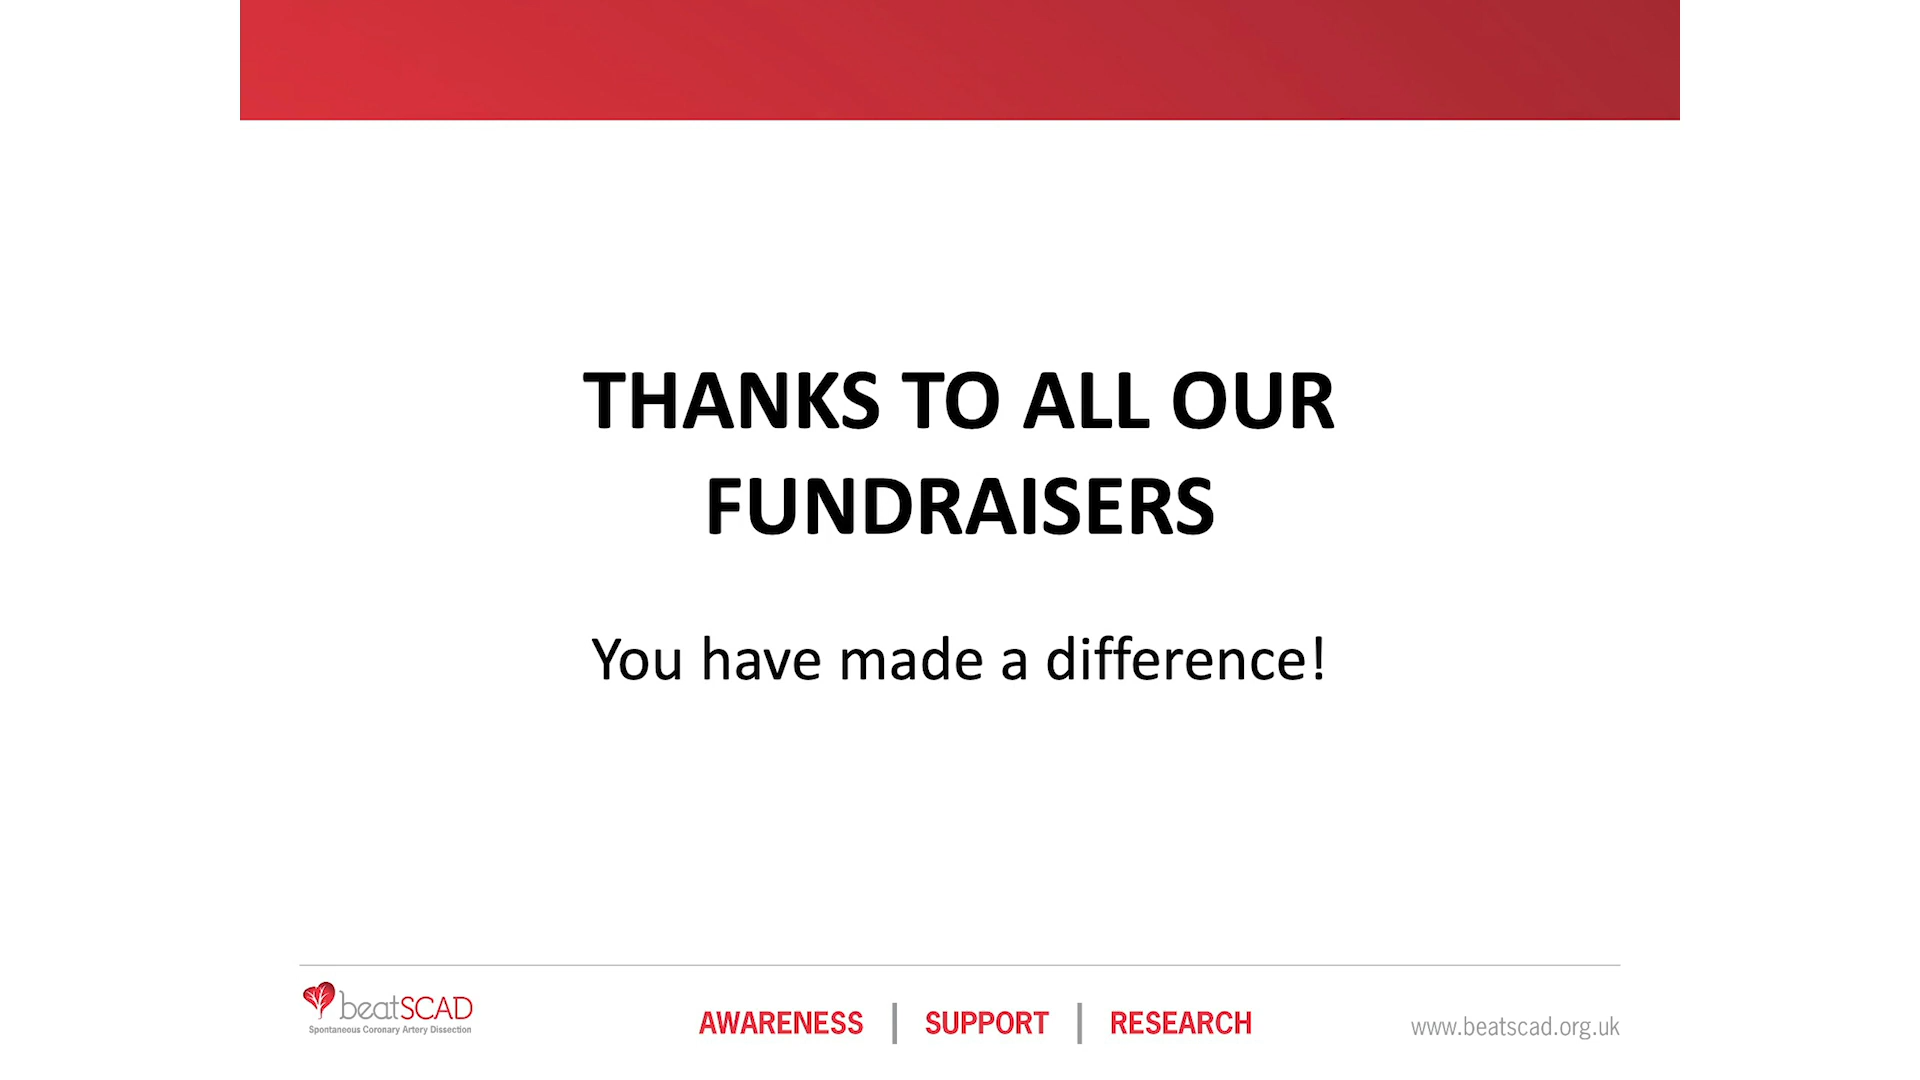 THANKS TO ALL OUR
FUNDRAISERS
You have made a difference!
beatSCAD
Spontaneous Coronary Artery Dissection
AWARENESS | SUPPORT | RESEARCH
www.beatscad.org.uk